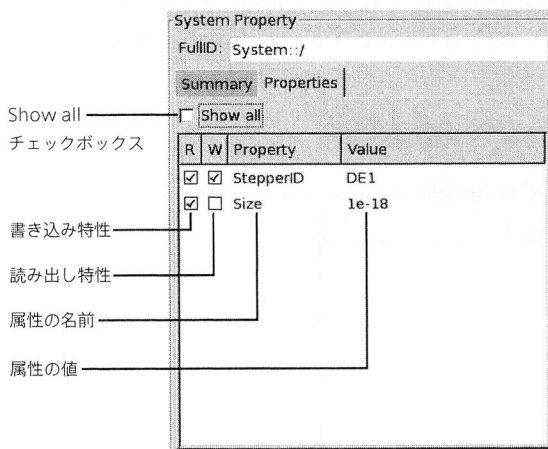 System Property
FullID: System::/
Summary Properties
Show all
チェックボックス
Show all
R W Property Value
StepperID DE1
Size 1e-18
書き込み特性
読み出し特性
属性の名前
属性の値